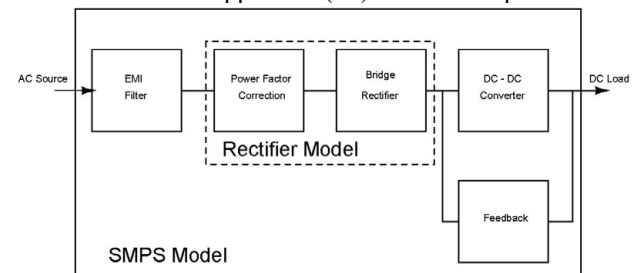 AC Source
EMI
Filter
Power Factor
Correction
Bridge
Rectifier
DC - DC
Converter
DC Load
Rectifier Model
Feedback
SMPS Model